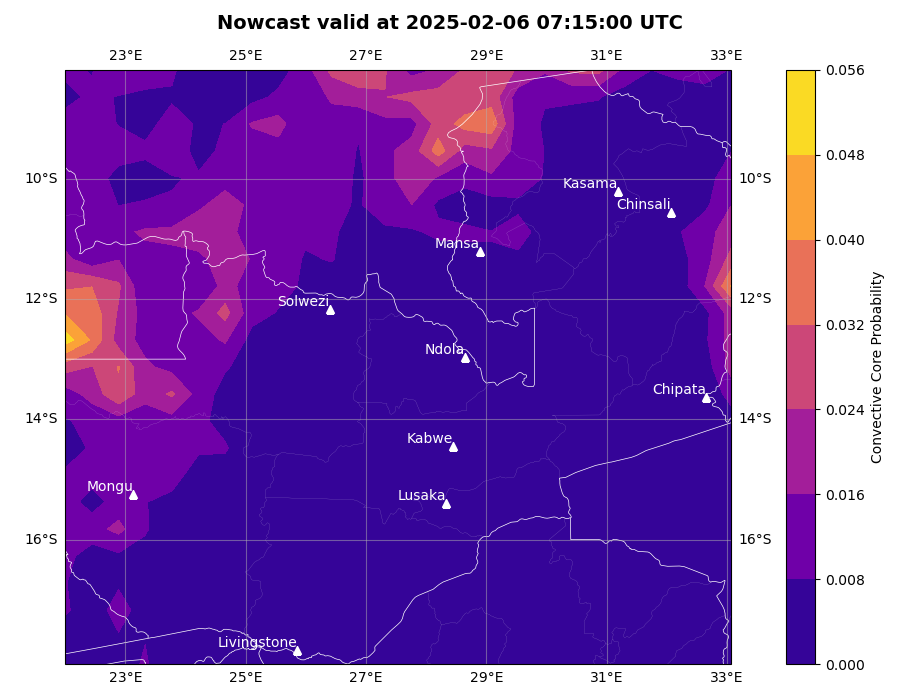 Nowcast valid at 2025-02-06 07:15:00 UTC
23°E 25°E 27°E 29°E 31°E 33°E
0.056
0.048
10°S Kasama 10°S
Chinsali
0.040
Mansa
12°S Solwezi 12°S
0.032
Ndola
Chipata
0.024
14°S 14°S
Kabwe
Mongu Lusaka
0.016
16°S 16°S
0.008
Livingstone
0.000
23°E 25°E 27°E 29°E 31°E 33°E
Convective Core Probability